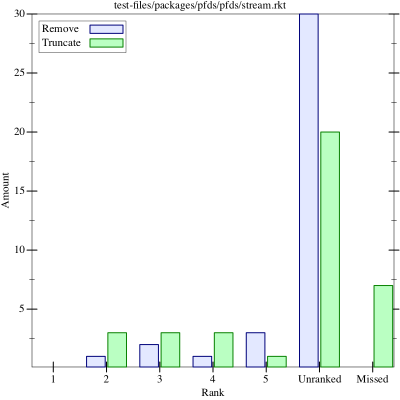 test-files/packages/pfds/pfds/stream.rkt
Remove
Truncate
30
25
20
15
10
5
Amount
1 2 3 4 5 Unranked Missed
Rank